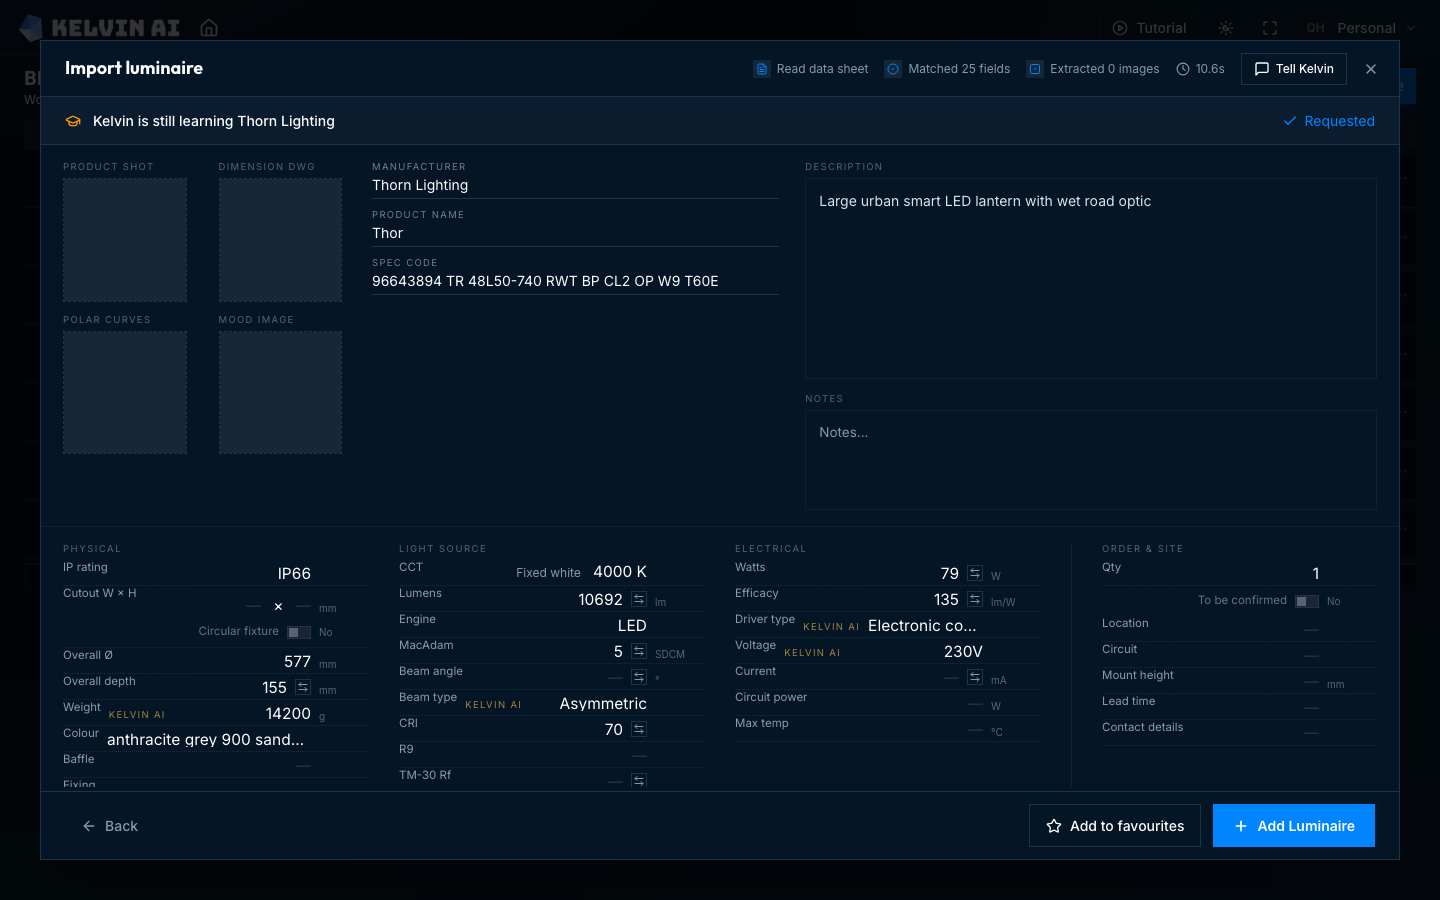 KELVIN AI
Tutorial
QH Personal
Import luminaire
Read data sheet
Matched 25 fields
Extracted 0 images
10.6s
Tell Kelvin
Kelvin is still learning Thorn Lighting
Requested
PRODUCT SHOT
DIMENSION DWG
POLAR CURVES
MOOD IMAGE
MANUFACTURER
Thorn Lighting
PRODUCT NAME
Thor
SPEC CODE
96643894 TR 48L50-740 RWT BP CL2 OP W9 T60E
DESCRIPTION
Large urban smart LED lantern with wet road optic
NOTES
Notes...
PHYSICAL
IP rating IP66
Cutout W × H — × — mm
Circular fixture No
Overall Ø 577 mm
Overall depth 155 mm
Weight KELVIN AI 14200 g
Colour anthracite grey 900 sand...
Baffle —
Fixing
LIGHT SOURCE
CCT Fixed white 4000 K
Lumens 10692 lm
Engine LED
MacAdam 5 SDCM
Beam angle — °
Beam type KELVIN AI Asymmetric
CRI 70
R9 —
TM-30 Rf —
ELECTRICAL
Watts 79 W
Efficacy 135 lm/W
Driver type KELVIN AI Electronic co...
Voltage KELVIN AI 230V
Current — mA
Circuit power — W
Max temp — °C
ORDER & SITE
Qty 1
To be confirmed No
Location —
Circuit —
Mount height — mm
Lead time —
Contact details —
Back
Add to favourites
Add Luminaire